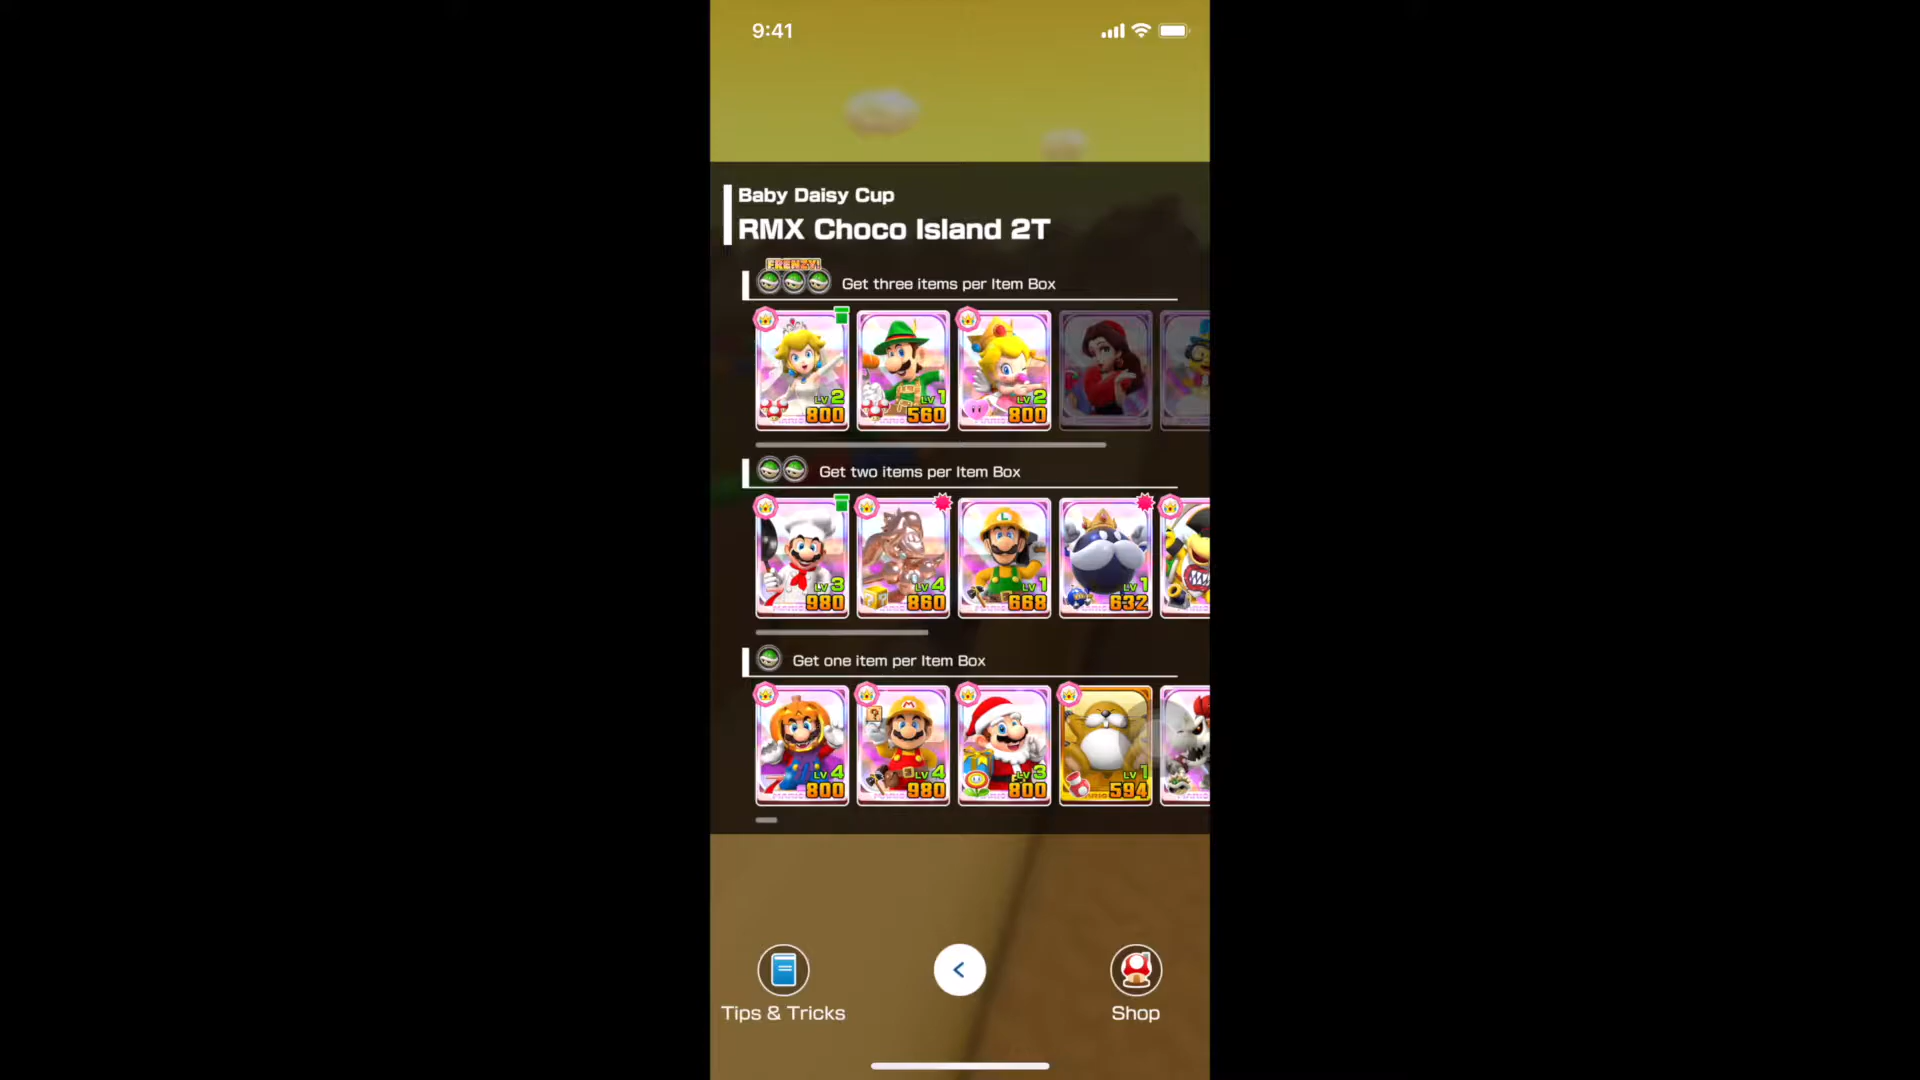 9:41
Baby Daisy Cup
RMX Choco Island 2T
FRENZY!
Get three items per Item Box
LV 2
800
LV 1
560
LV 2
800
Get two items per Item Box
LV 3
980
LV 4
860
LV 1
668
LV 1
632
Get one item per Item Box
LV 4
800
LV 4
980
LV 3
800
LV 1
594
Tips & Tricks
Shop